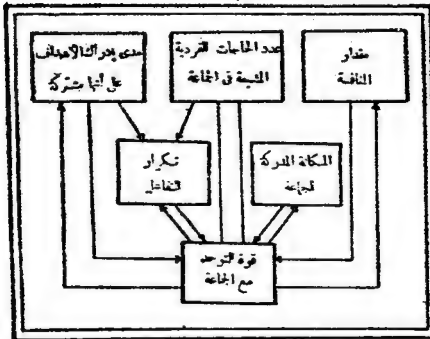 مدى إدراك الأهداف
على أنها مشتركة
عدد الحاجات الفردية
المشبعة فى الجماعة
مقدار
المنافسة
تكرار
التفاعل
المكانة المدركة
للجماعة
قوة التوحد
مع الجماعة